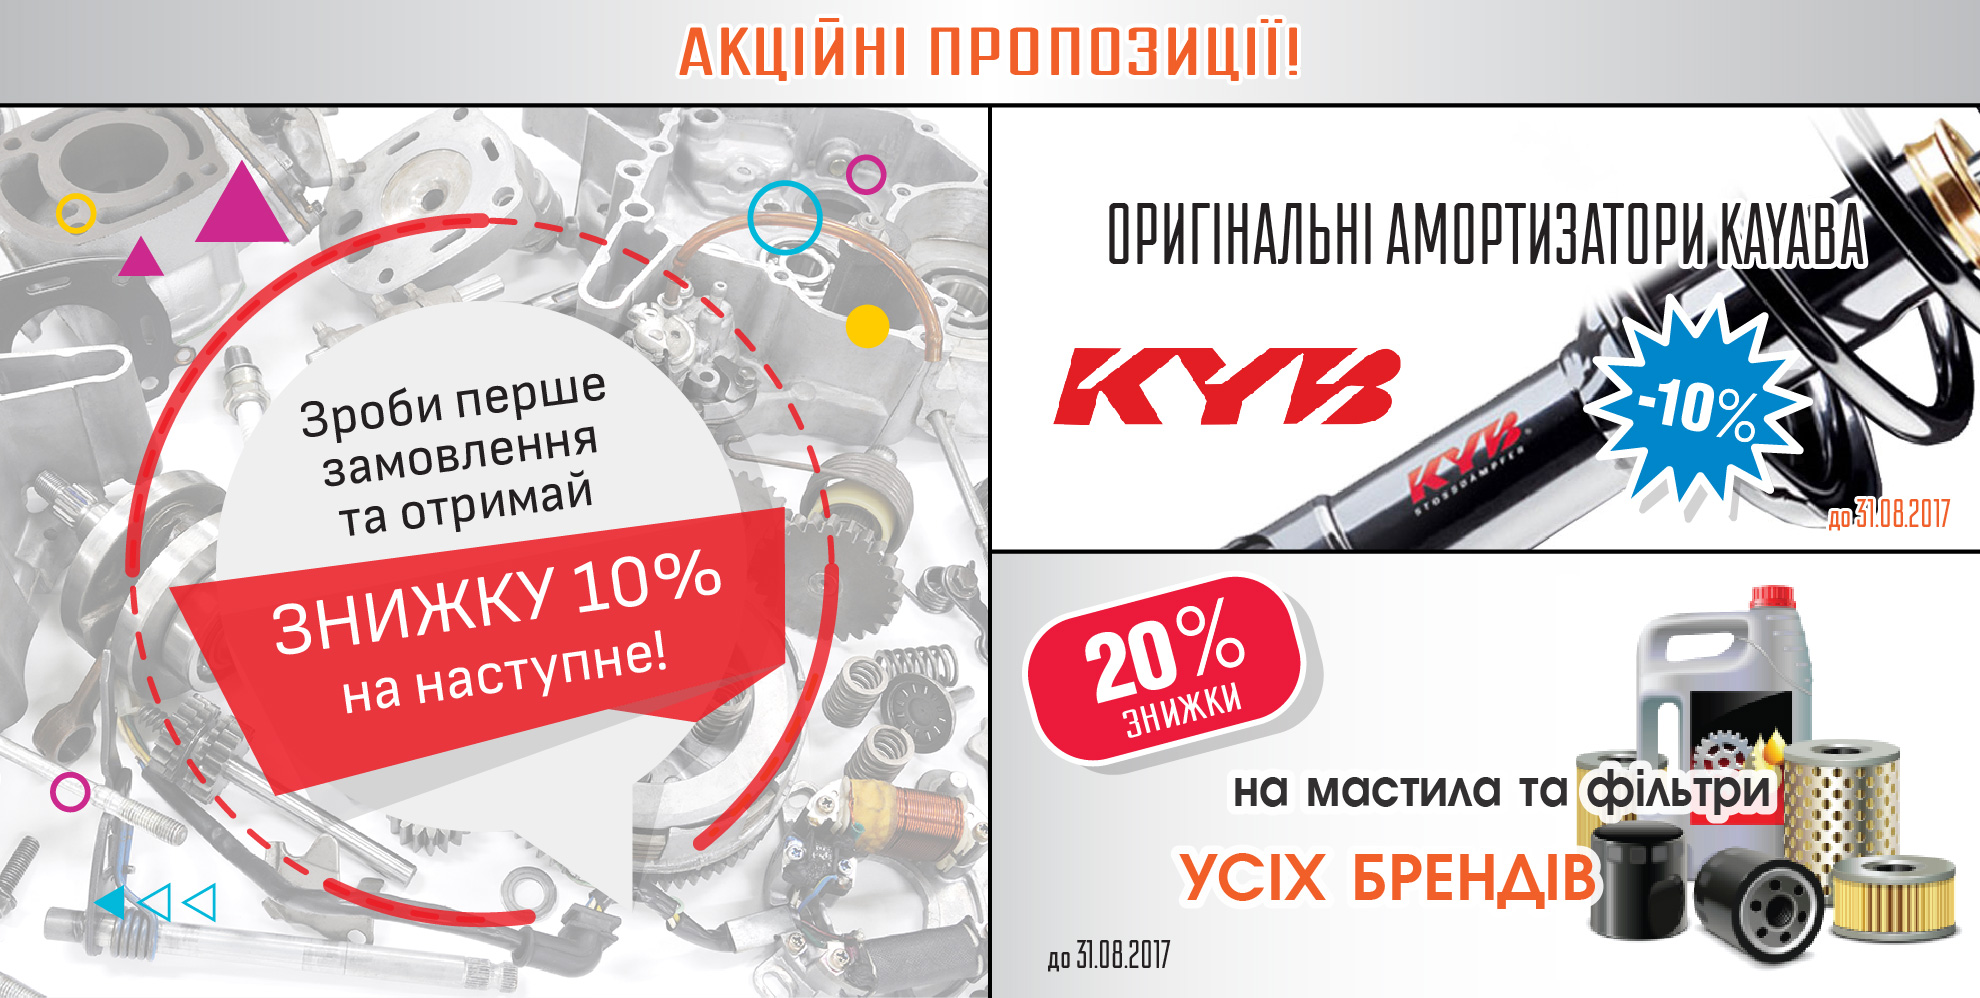 АКЦІЙНІ ПРОПОЗИЦІЇ!
Зроби перше
замовлення
та отримай
ЗНИЖКУ 10%
на наступне!
ОРИГІНАЛЬНІ АМОРТИЗАТОРИ KAYABA
KYB
-10%
KYB
STOSSDÄMPFER
до 31.08.2017
20%
ЗНИЖКИ
на мастила та фільтри
УСІХ БРЕНДІВ
до 31.08.2017